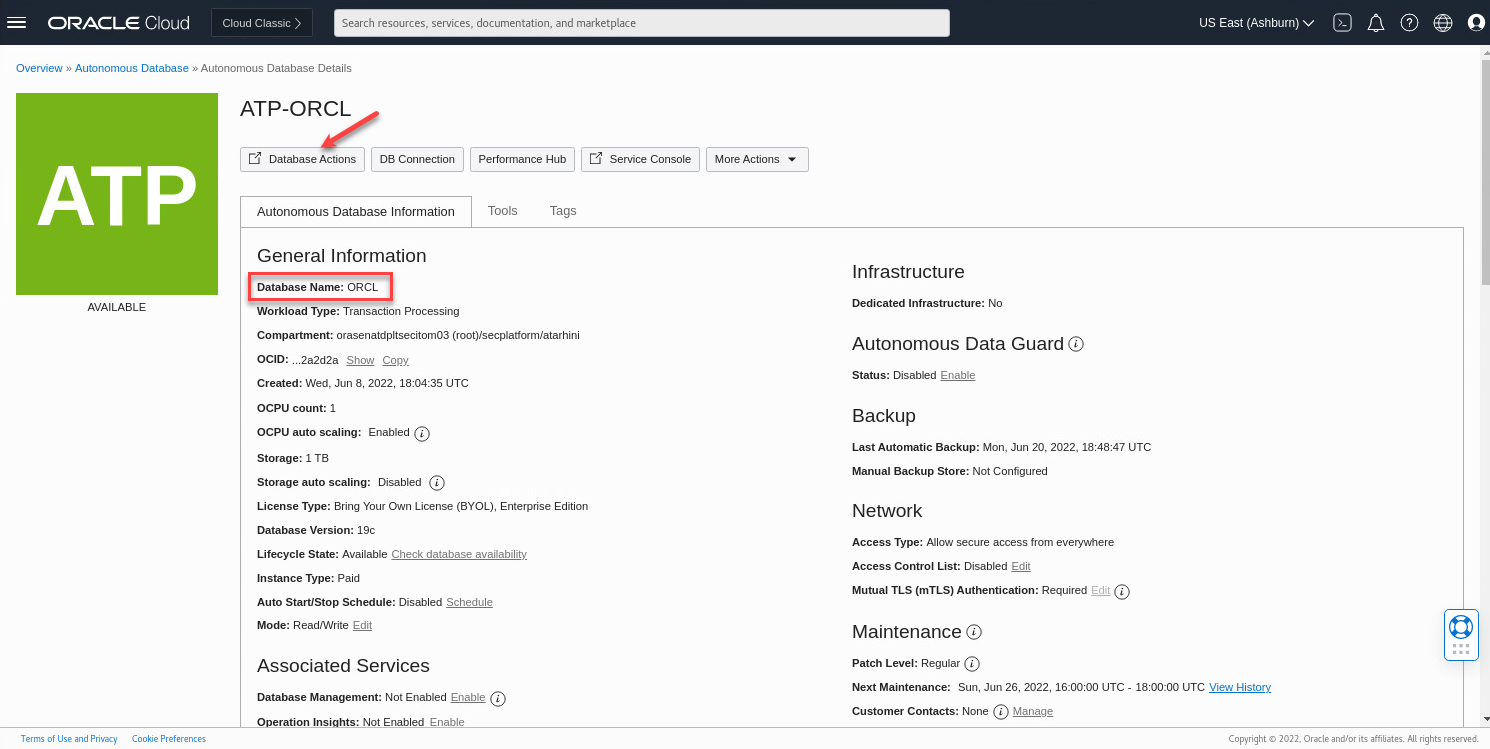 ORACLE Cloud
Cloud Classic
Search resources, services, documentation, and marketplace
US East (Ashburn)
Overview » Autonomous Database » Autonomous Database Details
ATP
AVAILABLE
ATP-ORCL
Database Actions
DB Connection
Performance Hub
Service Console
More Actions
Autonomous Database Information
Tools
Tags
General Information
Database Name: ORCL
Workload Type: Transaction Processing
Compartment: orasenatdpltsecitom03 (root)/secplatform/atarhini
OCID: ...2a2d2a Show Copy
Created: Wed, Jun 8, 2022, 18:04:35 UTC
OCPU count: 1
OCPU auto scaling: Enabled
Storage: 1 TB
Storage auto scaling: Disabled
License Type: Bring Your Own License (BYOL), Enterprise Edition
Database Version: 19c
Lifecycle State: Available Check database availability
Instance Type: Paid
Auto Start/Stop Schedule: Disabled Schedule
Mode: Read/Write Edit
Associated Services
Database Management: Not Enabled Enable
Operation Insights: Not Enabled Enable
Infrastructure
Dedicated Infrastructure: No
Autonomous Data Guard
Status: Disabled Enable
Backup
Last Automatic Backup: Mon, Jun 20, 2022, 18:48:47 UTC
Manual Backup Store: Not Configured
Network
Access Type: Allow secure access from everywhere
Access Control List: Disabled Edit
Mutual TLS (mTLS) Authentication: Required Edit
Maintenance
Patch Level: Regular
Next Maintenance: Sun, Jun 26, 2022, 16:00:00 UTC - 18:00:00 UTC View History
Customer Contacts: None Manage
Terms of Use and Privacy
Cookie Preferences
Copyright © 2022, Oracle and/or its affiliates. All rights reserved.